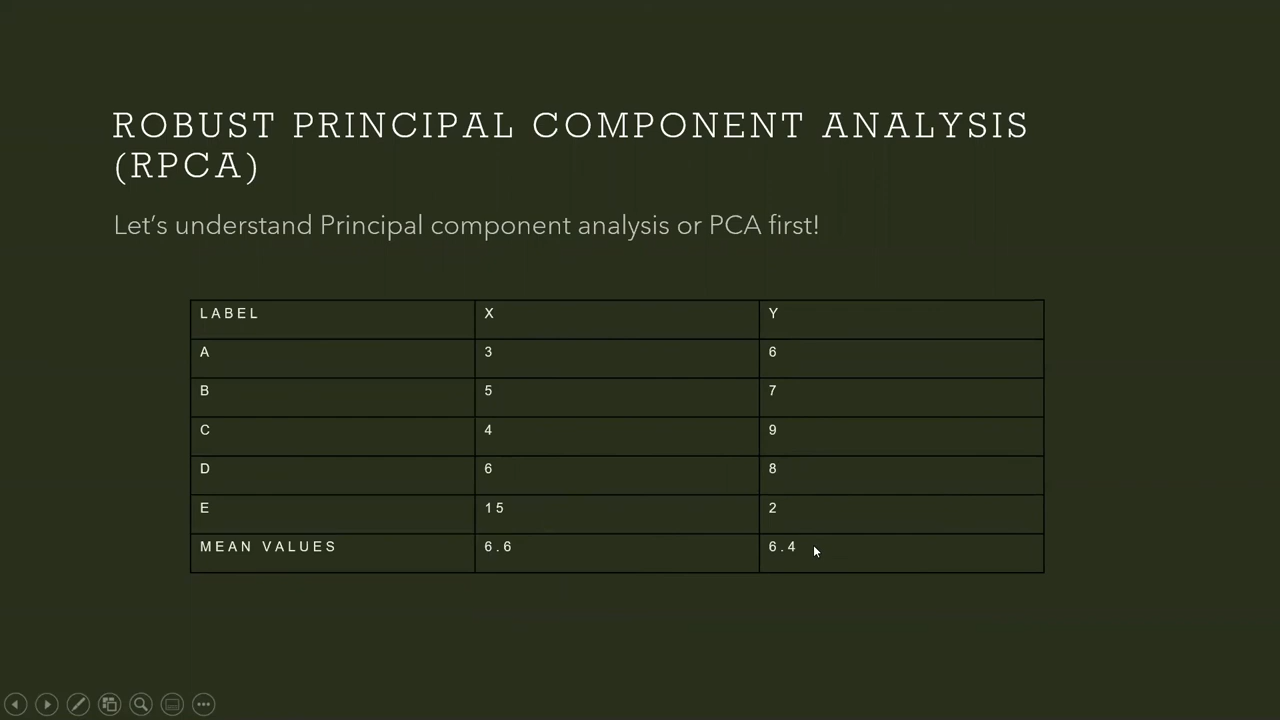 ROBUST PRINCIPAL COMPONENT ANALYSIS
(RPCA)
Let's understand Principal component analysis or PCA first!
LABEL X Y
A 3 6
B 5 7
C 4 9
D 6 8
E 15 2
MEAN VALUES 6.6 6.4